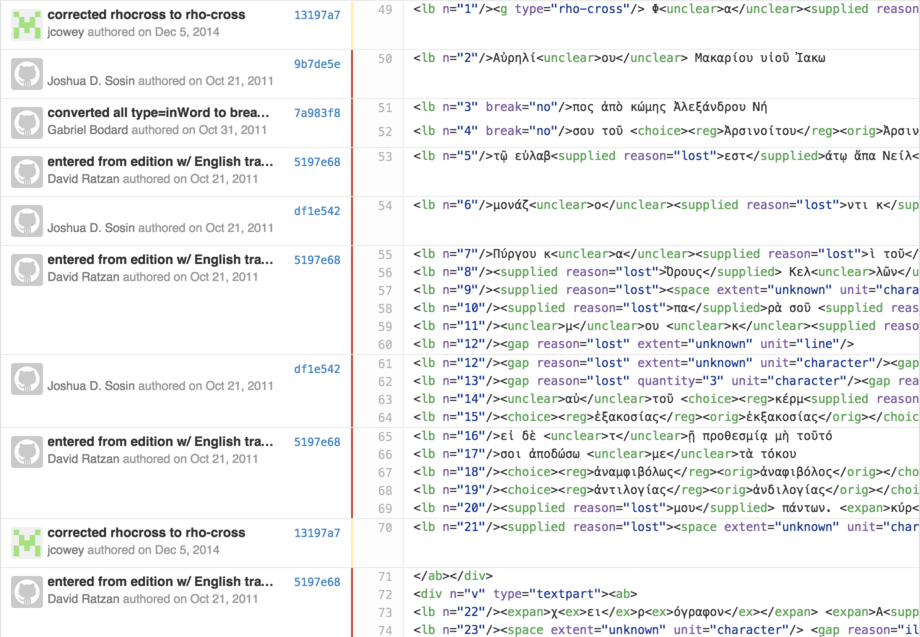 corrected rhocross to rho-cross 13197a7
jcowey authored on Dec 5, 2014
49 <lb n="1"/><g type="rho-cross"/> Φ<unclear>α</unclear><supplied reason
9b7de5e
Joshua D. Sosin authored on Oct 21, 2011
50 <lb n="2"/>Αὐρηλί<unclear>ου</unclear> Μακαρίου υἱοῦ Ἰακω
converted all type=inWord to brea… 7a983f8
Gabriel Bodard authored on Oct 31, 2011
51 <lb n="3" break="no"/>πος ἀπὸ κώμης Ἀλεξάνδρου Νή
52 <lb n="4" break="no"/>σου τοῦ <choice><reg>Ἀρσινοίτου</reg><orig>Ἀρσιν
entered from edition w/ English tra… 5197e68
David Ratzan authored on Oct 21, 2011
53 <lb n="5"/>τῷ εὐλαβ<supplied reason="lost">εστ</supplied>άτῳ ἄπα Νείλ<
df1e542
Joshua D. Sosin authored on Oct 21, 2011
54 <lb n="6"/>μονάζ<unclear>ο</unclear><supplied reason="lost">ντι κ</sup
entered from edition w/ English tra… 5197e68
David Ratzan authored on Oct 21, 2011
55 <lb n="7"/>Πύργου κ<unclear>α</unclear><supplied reason="lost">ὶ τοῦ</
56 <lb n="8"/><supplied reason="lost">Ὄρους</supplied> Κελ<unclear>λῶν</u
57 <lb n="9"/><supplied reason="lost"><space extent="unknown" unit="chara
58 <lb n="10"/><supplied reason="lost">πα</supplied>ρὰ σοῦ <supplied reas
59 <lb n="11"/><unclear>μ</unclear>ου <unclear>κ</unclear><supplied reaso
60 <lb n="12"/><gap reason="lost" extent="unknown" unit="line"/>
df1e542
Joshua D. Sosin authored on Oct 21, 2011
61 <lb n="12"/><gap reason="lost" extent="unknown" unit="character"/><gap
62 <lb n="13"/><gap reason="lost" quantity="3" unit="character"/><gap rea
63 <lb n="14"/><unclear>αὐ</unclear>τοῦ <choice><reg>κέρμ<supplied reason
64 <lb n="15"/><choice><reg>ἑξακοσίας</reg><orig>ἑκξακοσίας</orig></choic
entered from edition w/ English tra… 5197e68
David Ratzan authored on Oct 21, 2011
65 <lb n="16"/>εἰ δὲ <unclear>τ</unclear>ῇ προθεσμίᾳ μὴ τοῦτό
66 <lb n="17"/>σοι ἀποδώσω <unclear>με</unclear>τὰ τόκου
67 <lb n="18"/><choice><reg>ἀναμφιβόλως</reg><orig>ἀναφιβόλος</orig></cho
68 <lb n="19"/><choice><reg>ἀντιλογίας</reg><orig>ἀνδιλογίας</orig></choi
69 <lb n="20"/><supplied reason="lost">μου</supplied> πάντων. <expan>κύρ<
corrected rhocross to rho-cross 13197a7
jcowey authored on Dec 5, 2014
70 <lb n="21"/><supplied reason="lost"><space extent="unknown" unit="char
entered from edition w/ English tra… 5197e68
David Ratzan authored on Oct 21, 2011
71 </ab></div>
72 <div n="v" type="textpart"><ab>
73 <lb n="22"/><expan>χ<ex>ει</ex>ρ<ex>όγραφον</ex></expan> <expan>Α<supp
74 <lb n="23"/><space extent="unknown" unit="character"/> <gap reason="il